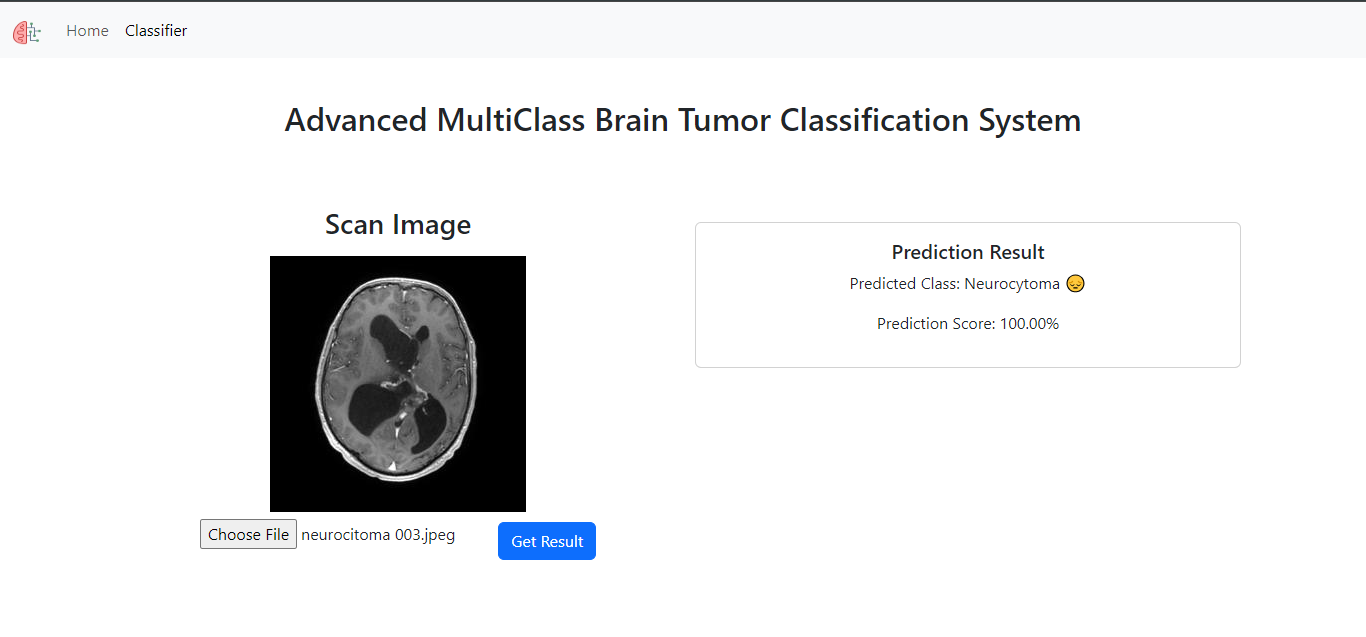 Home Classifier
Advanced MultiClass Brain Tumor Classification System
Scan Image
Choose File neurocitoma 003.jpeg
Get Result
Prediction Result
Predicted Class: Neurocytoma 😔
Prediction Score: 100.00%